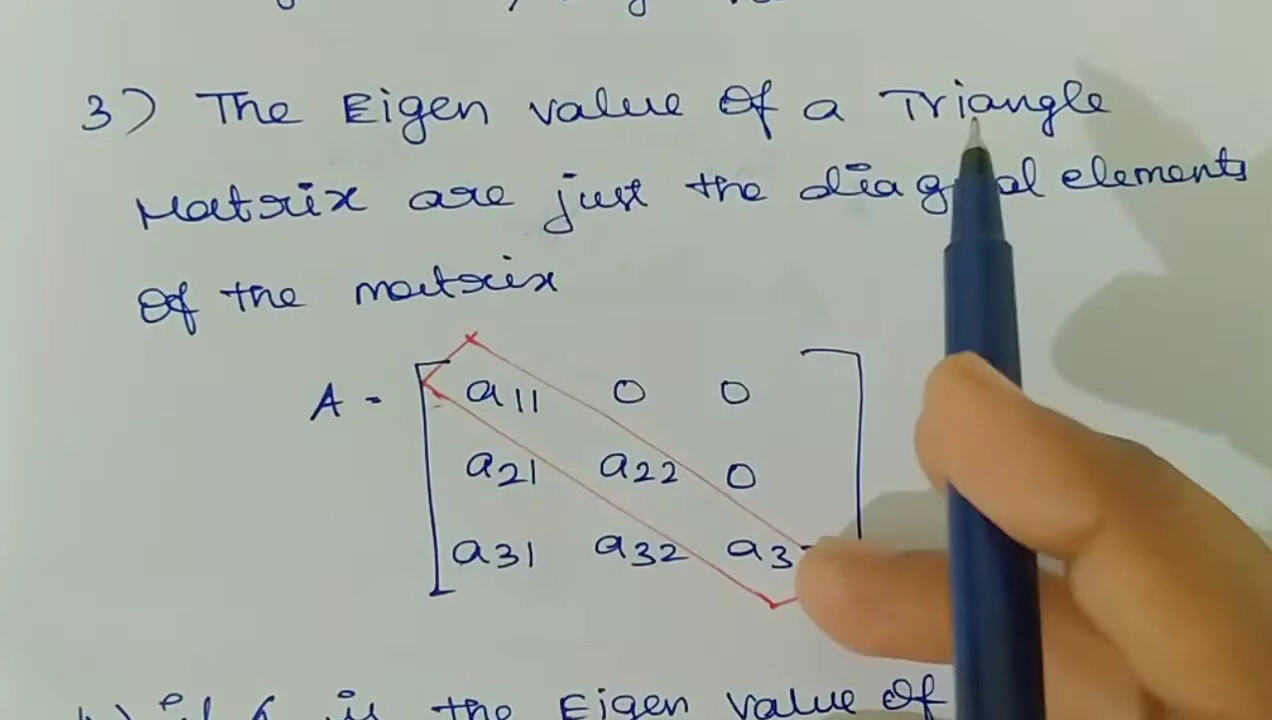 3) The Eigen value Of a Triangle
Matrix are just the elements
Of the matrix
A = a11 0 0
a21 a22 0
a31 a32
is the Eigen value Of